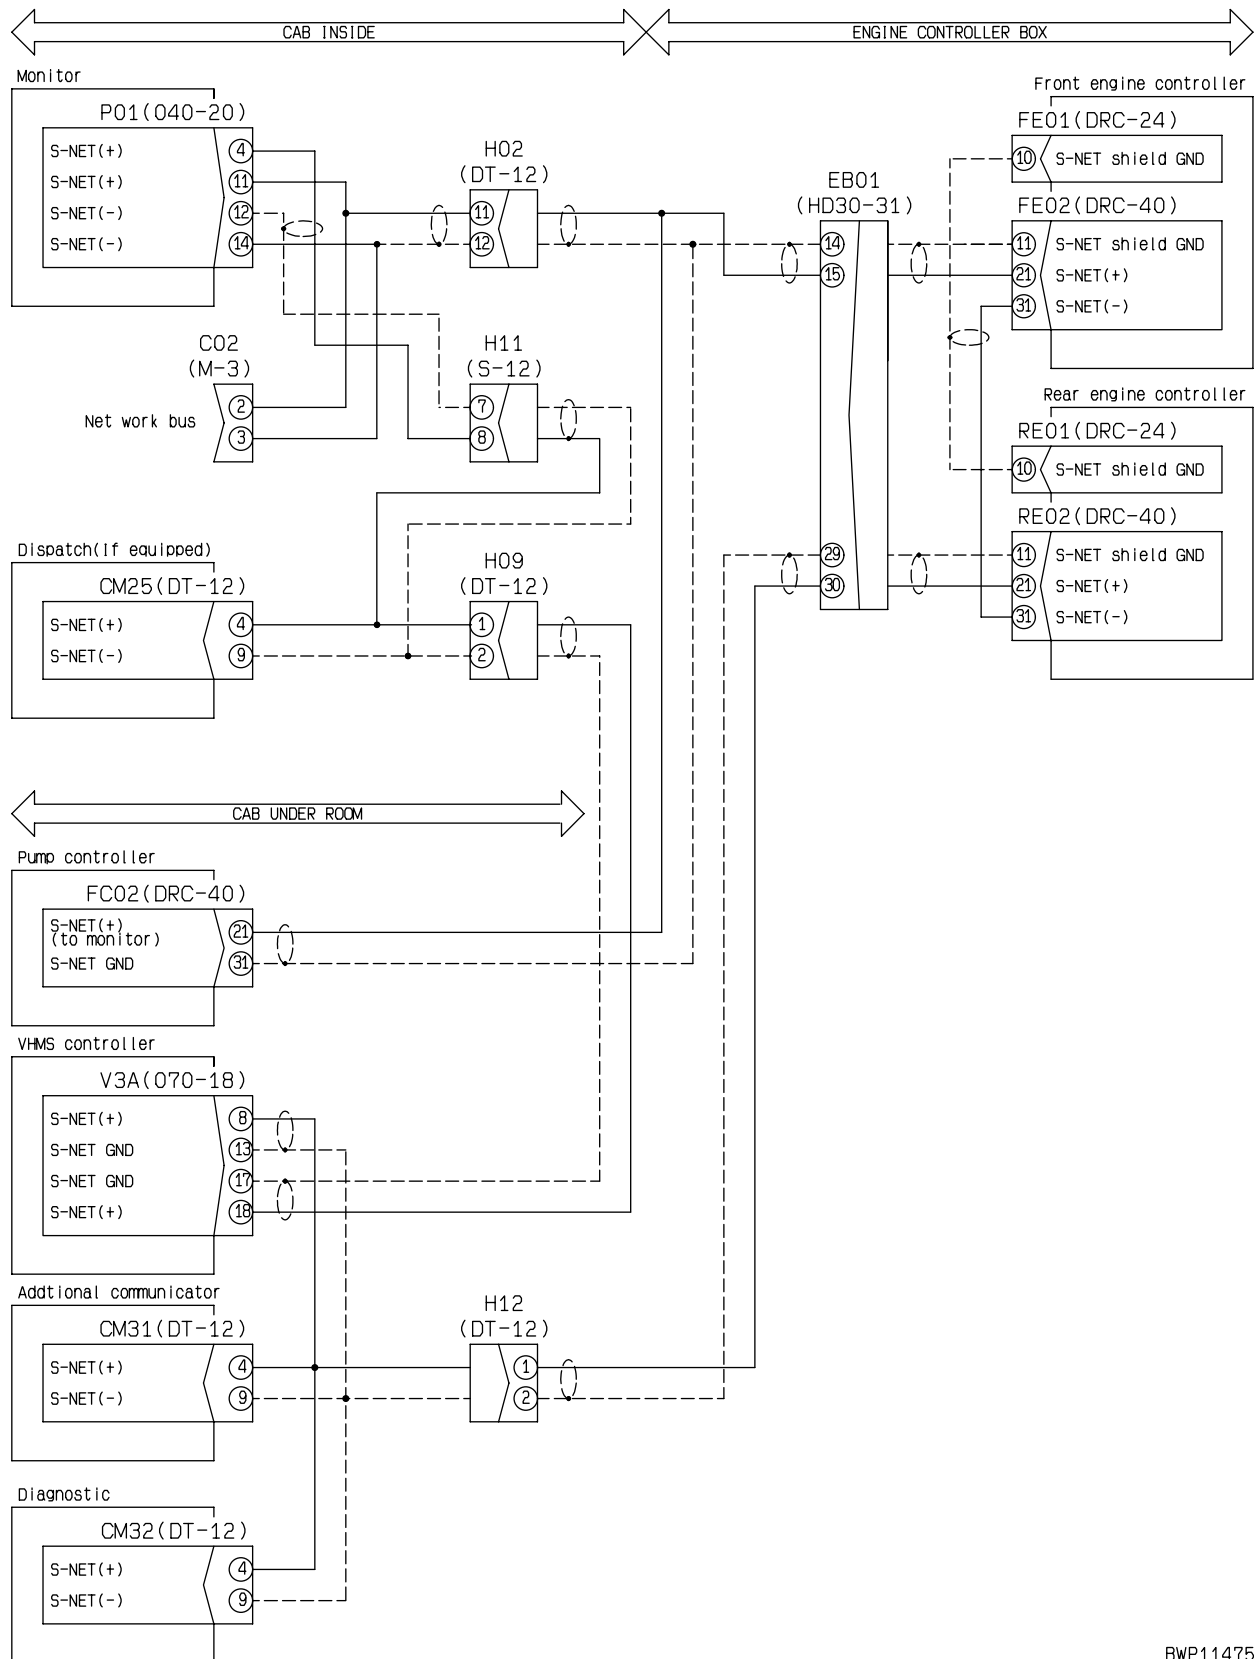 CAB INSIDE
ENGINE CONTROLLER BOX
Monitor
P01(040-20)
S-NET(+) 4
S-NET(+) 11
S-NET(-) 12
S-NET(-) 14
H02
(DT-12)
11
12
C02
(M-3)
Net work bus
2
3
H11
(S-12)
7
8
EB01
(HD30-31)
14
15
29
30
Front engine controller
FE01(DRC-24)
10 S-NET shield GND
FE02(DRC-40)
11 S-NET shield GND
21 S-NET(+)
31 S-NET(-)
Rear engine controller
RE01(DRC-24)
10 S-NET shield GND
RE02(DRC-40)
11 S-NET shield GND
21 S-NET(+)
31 S-NET(-)
Dispatch(If equipped)
CM25(DT-12)
S-NET(+) 4
S-NET(-) 9
H09
(DT-12)
1
2
CAB UNDER ROOM
Pump controller
FC02(DRC-40)
S-NET(+) 21
(to monitor)
S-NET GND 31
VHMS controller
V3A(070-18)
S-NET(+) 8
S-NET GND 13
S-NET GND 17
S-NET(+) 18
Addtional communicator
CM31(DT-12)
S-NET(+) 4
S-NET(-) 9
H12
(DT-12)
1
2
Diagnostic
CM32(DT-12)
S-NET(+) 4
S-NET(-) 9
BWP11475